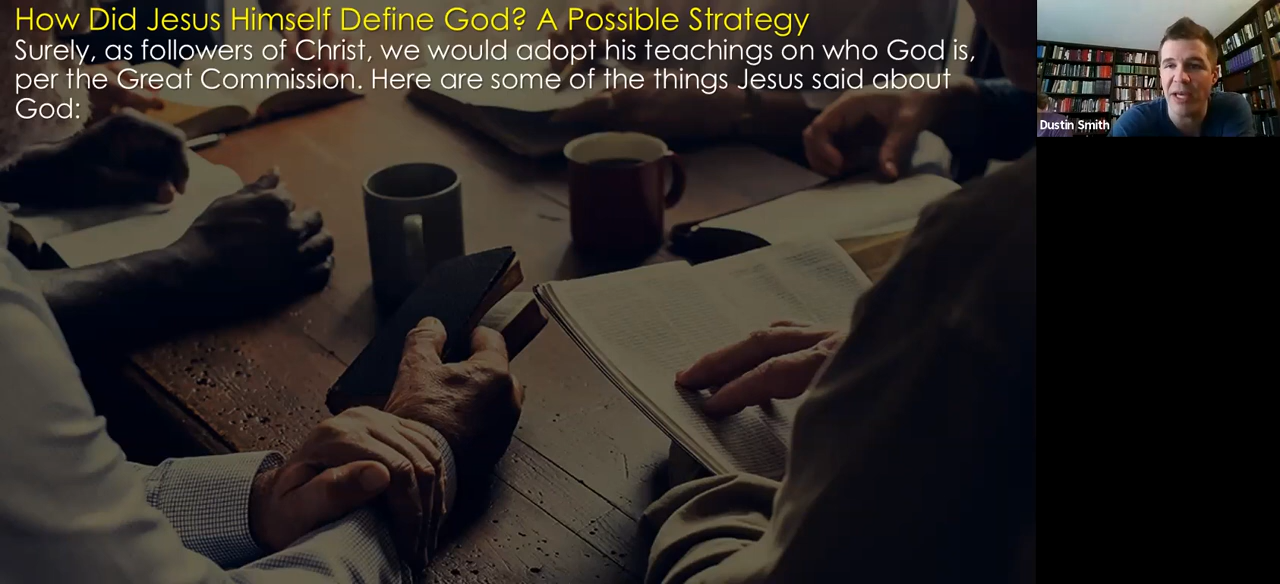 How Did Jesus Himself Define God? A Possible Strategy
Surely, as followers of Christ, we would adopt his teachings on who God is,
per the Great Commission. Here are some of the things Jesus said about
God:
Dustin Smith